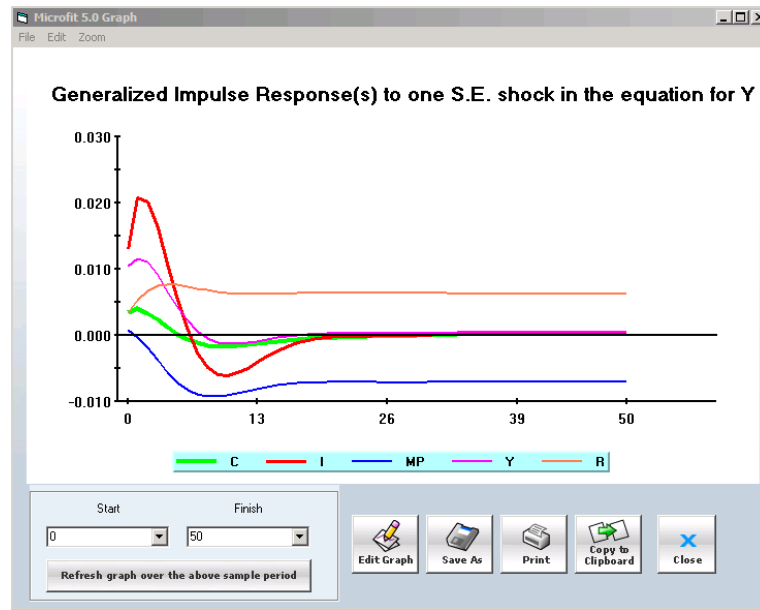 Microfit 5.0 Graph
File Edit Zoom
Generalized Impulse Response(s) to one S.E. shock in the equation for Y
0.030
0.020
0.010
0.000
-0.010
0 13 26 39 50
C I MP Y R
Start Finish
0 50
Refresh graph over the above sample period
Edit Graph Save As Print Copy to Clipboard Close